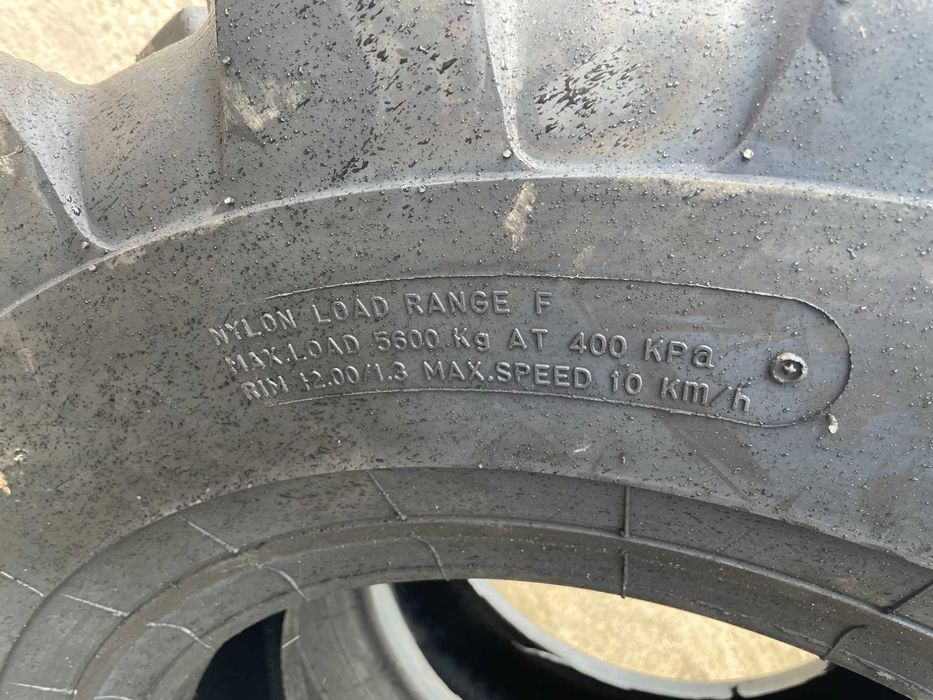 NYLON LOAD RANGE F
MAX.LOAD 5600 Kg AT 400 KPa
RIM 12.00/1.3 MAX.SPEED 10 Km/h